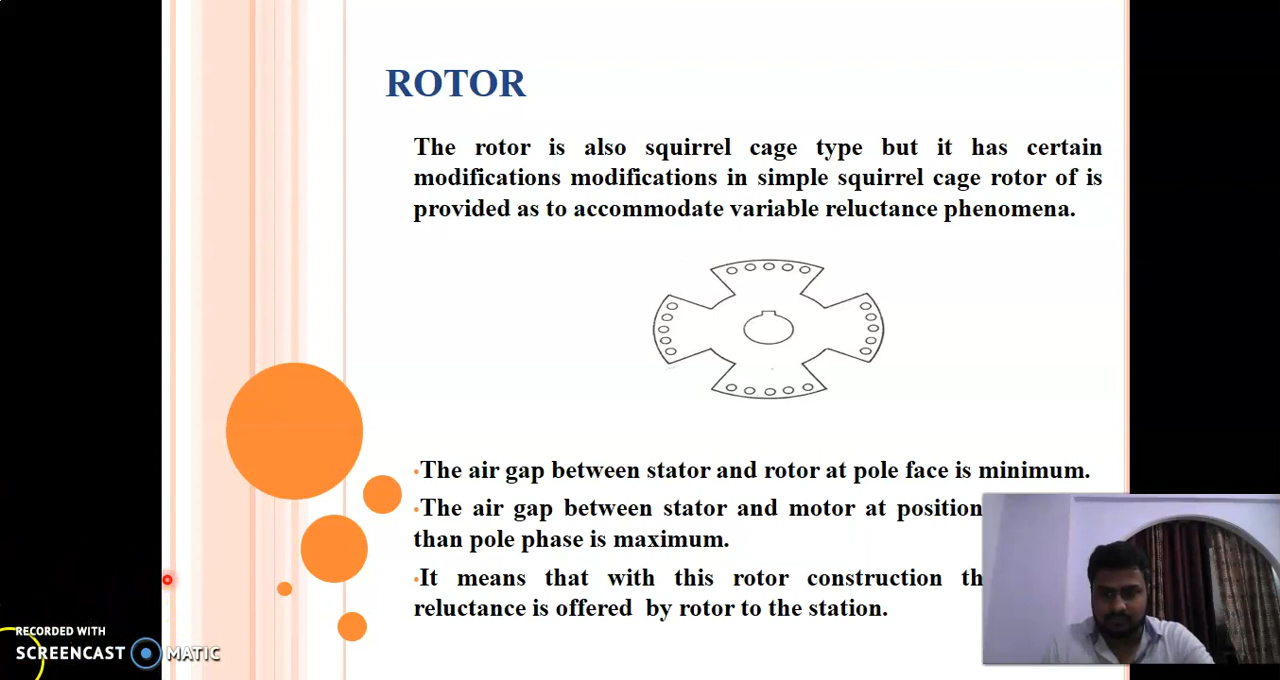 ROTOR
The rotor is also squirrel cage type but it has certain
modifications modifications in simple squirrel cage rotor of is
provided as to accommodate variable reluctance phenomena.
•The air gap between stator and rotor at pole face is minimum.
•The air gap between stator and motor at position
than pole phase is maximum.
•It means that with this rotor construction th
reluctance is offered by rotor to the station.
RECORDED WITH
SCREENCAST MATIC